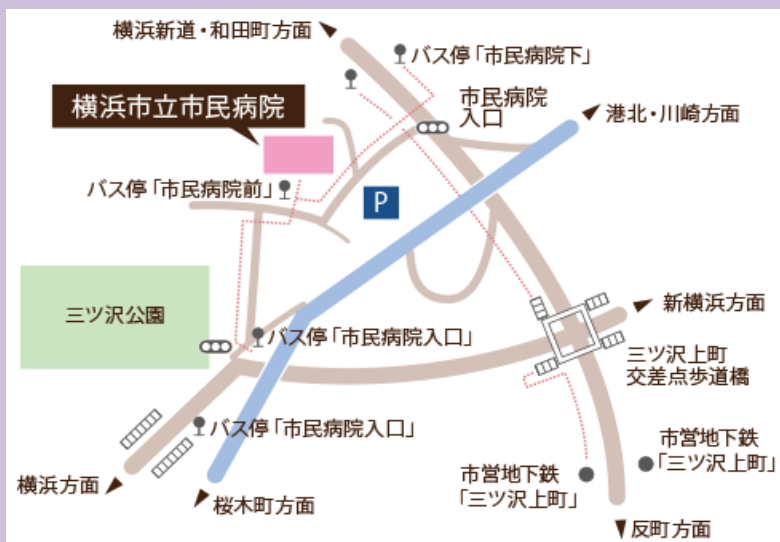 横浜新道・和田町方面
バス停「市民病院下」
横浜市立市民病院
市民病院
入口
港北・川崎方面
バス停「市民病院前」
P
三ツ沢公園
新横浜方面
バス停「市民病院入口」
三ツ沢上町
交差点歩道橋
バス停「市民病院入口」
市営地下鉄
「三ツ沢上町」
市営地下鉄
「三ツ沢上町」
横浜方面
桜木町方面
反町方面